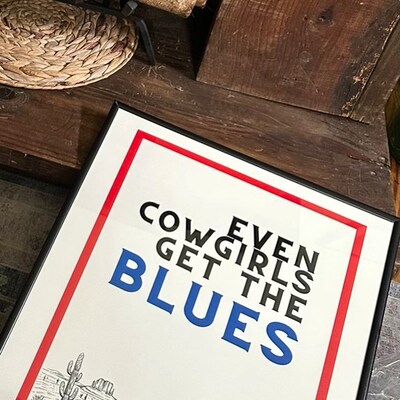 EVEN
COWGIRLS
GET THE
BLUES